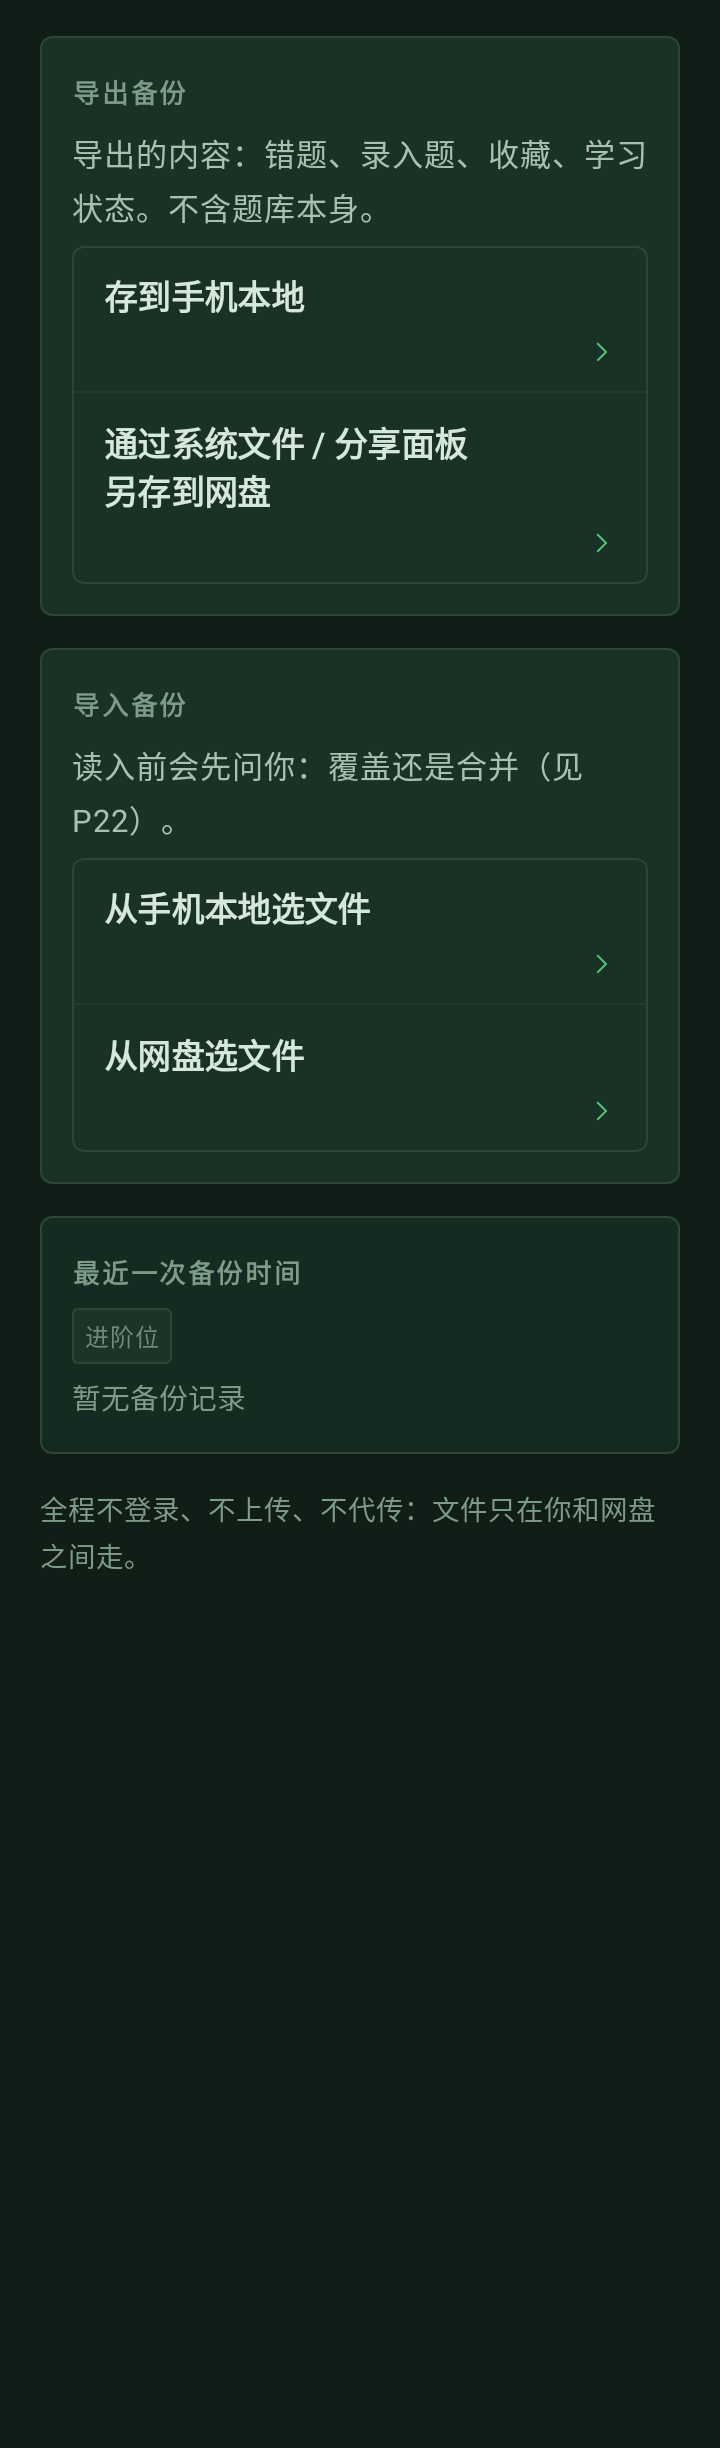 导出备份
导出的内容：错题、录入题、收藏、学习
状态。不含题库本身。
存到手机本地
通过系统文件 / 分享面板
另存到网盘
导入备份
读入前会先问你：覆盖还是合并（见
P22）。
从手机本地选文件
从网盘选文件
最近一次备份时间
进阶位
暂无备份记录
全程不登录、不上传、不代传：文件只在你和网盘
之间走。